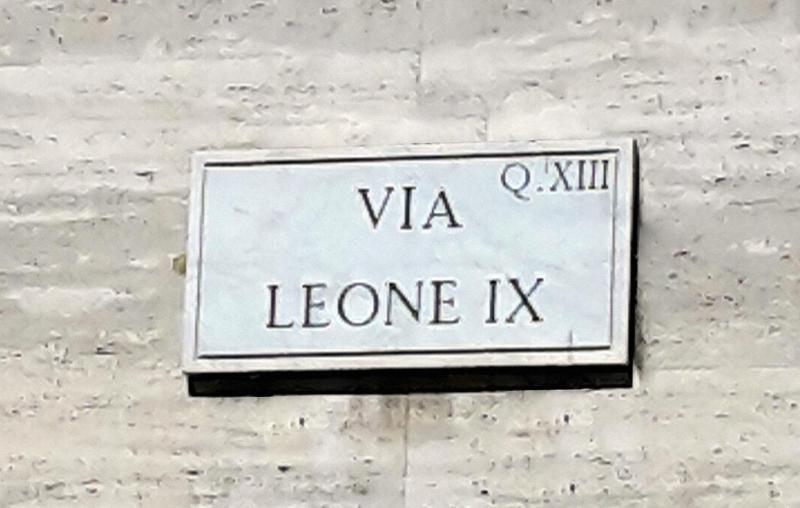 Q. XIII
VIA
LEONE IX